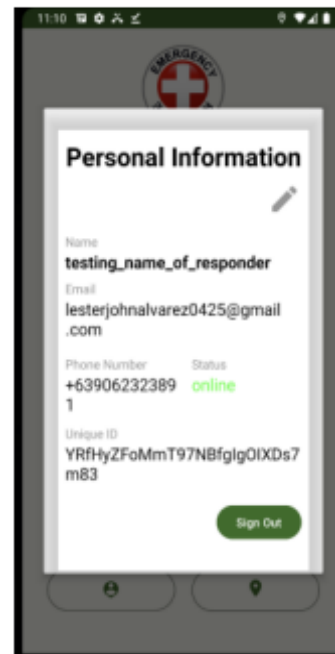 11:10
EMERGENCY
Personal Information
Name
testing_name_of_responder
Email
lesterjohnalvarez0425@gmail
.com
Phone Number Status
+63906232389 online
1
Unique ID
YRfHyZFoMmT97NBfgIgOIXDs7
m83
Sign Out